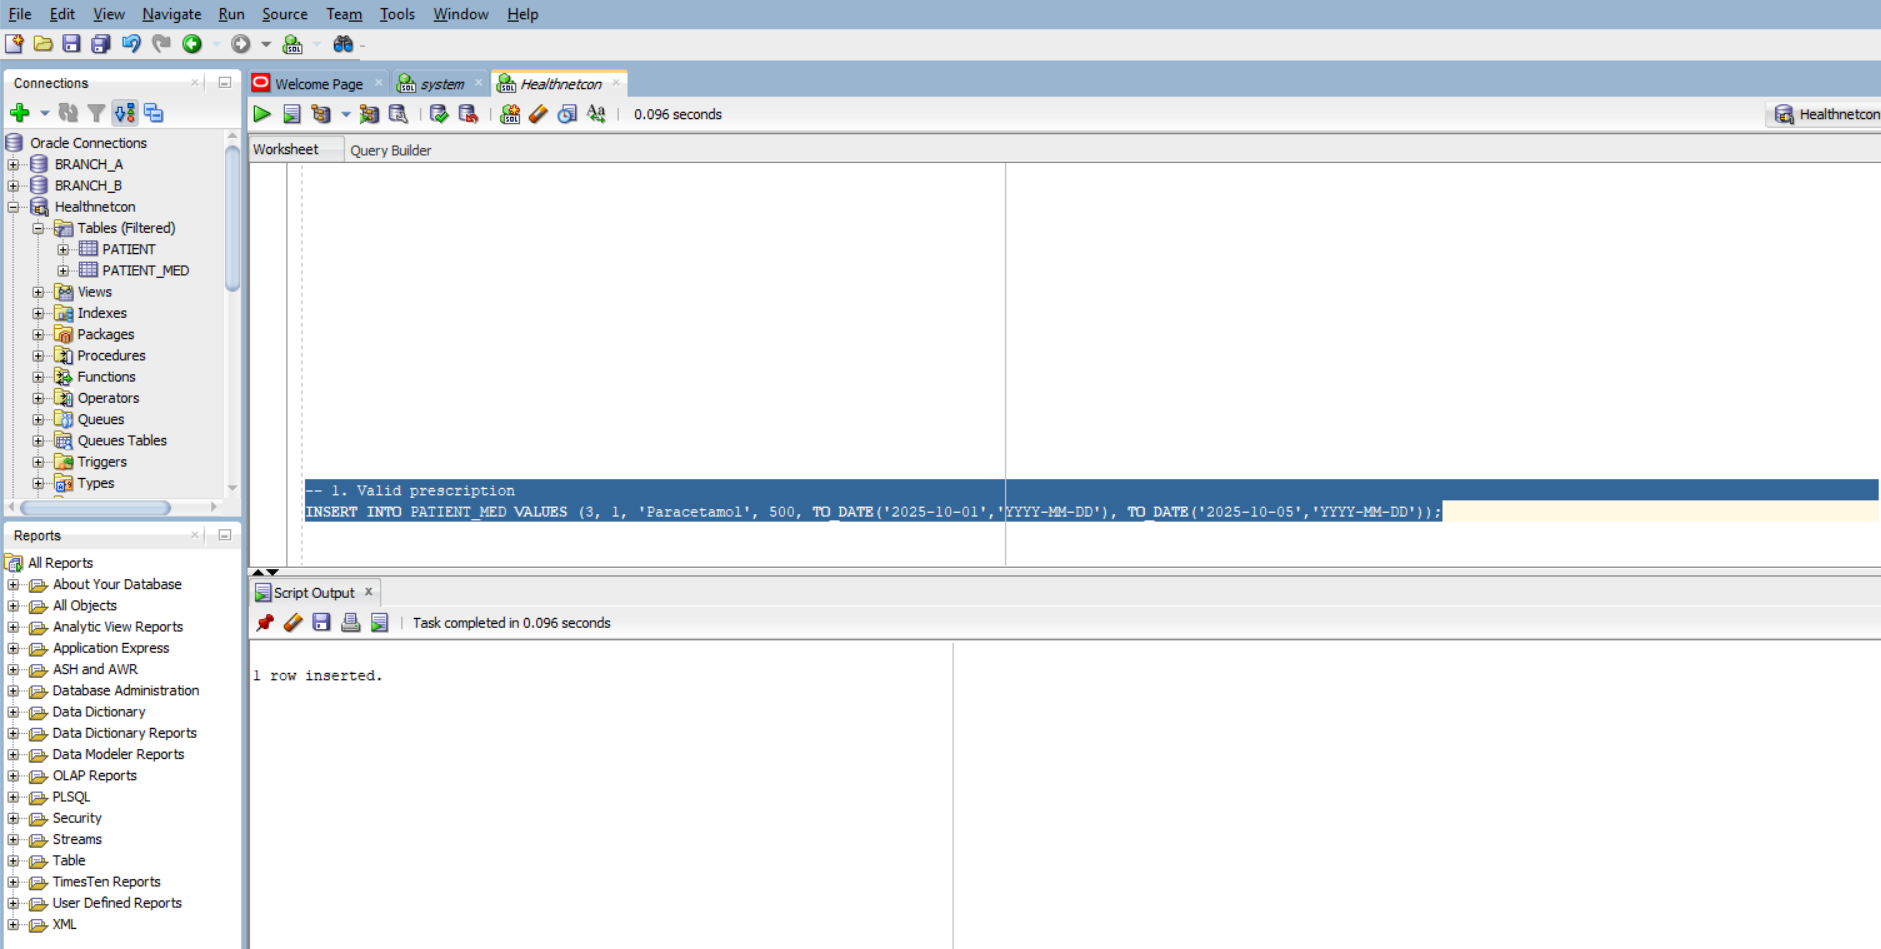 File Edit View Navigate Run Source Team Tools Window Help
Connections
Oracle Connections
BRANCH_A
BRANCH_B
Healthnetcon
Tables (Filtered)
PATIENT
PATIENT_MED
Views
Indexes
Packages
Procedures
Functions
Operators
Queues
Queues Tables
Triggers
Types
Reports
All Reports
About Your Database
All Objects
Analytic View Reports
Application Express
ASH and AWR
Database Administration
Data Dictionary
Data Dictionary Reports
Data Modeler Reports
OLAP Reports
PLSQL
Security
Streams
Table
TimesTen Reports
User Defined Reports
XML
Welcome Page system Healthnetcon
0.096 seconds Healthnetcon
Worksheet Query Builder
-- 1. Valid prescription
INSERT INTO PATIENT_MED VALUES (3, 1, 'Paracetamol', 500, TO_DATE('2025-10-01','YYYY-MM-DD'), TO_DATE('2025-10-05','YYYY-MM-DD'));
Script Output x
Task completed in 0.096 seconds
1 row inserted.